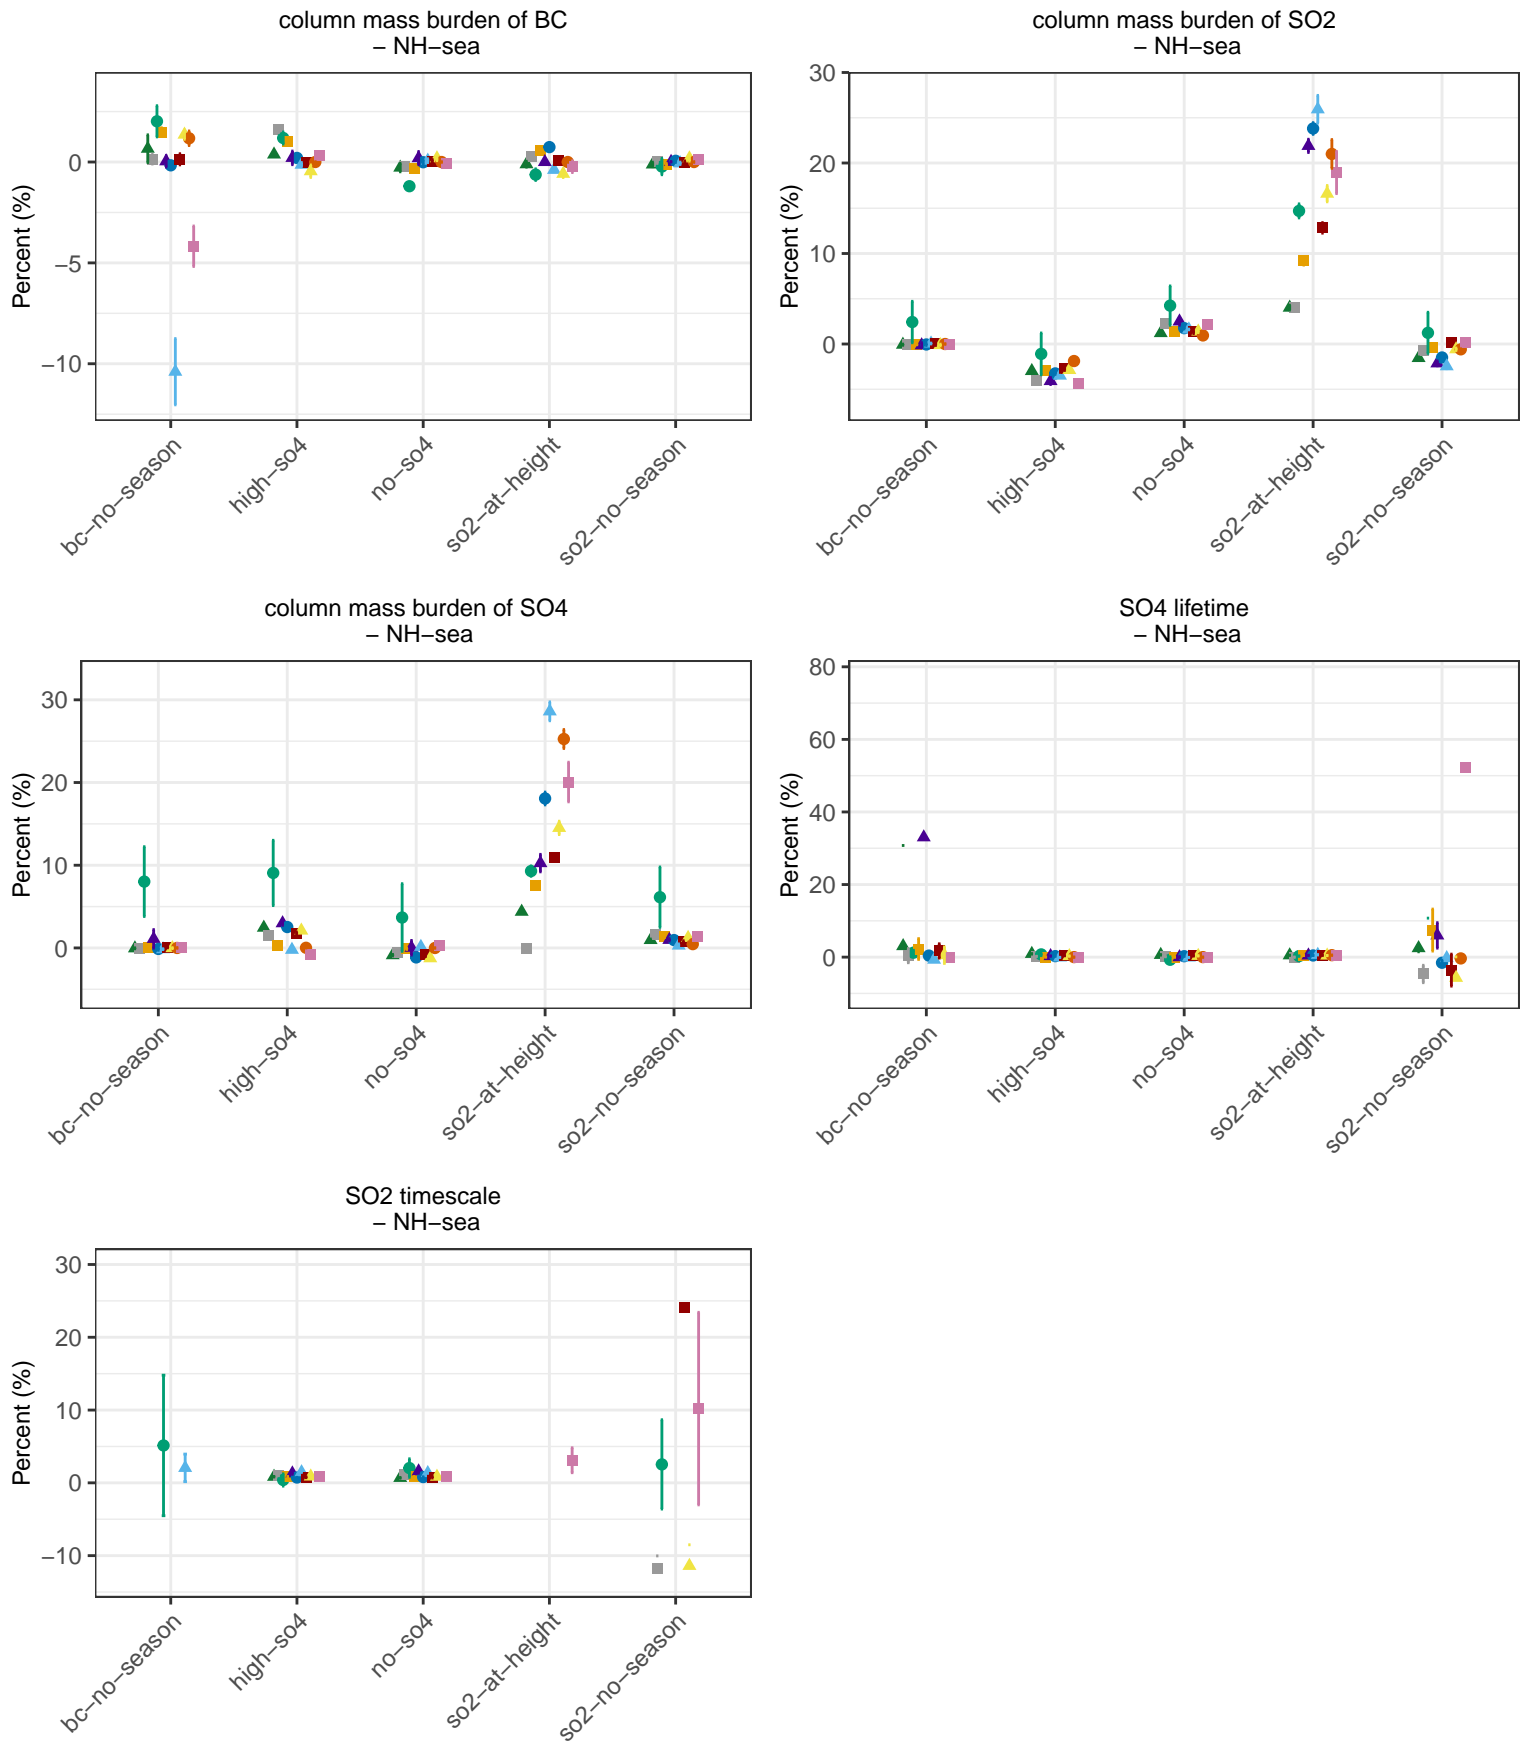 column mass burden of BC
– NH–sea
Percent (%)
0
−5
−10
bc−no−season
high−so4
no−so4
so2−at−height
so2−no−season
column mass burden of SO2
– NH–sea
Percent (%)
30
20
10
0
bc−no−season
high−so4
no−so4
so2−at−height
so2−no−season
column mass burden of SO4
– NH–sea
Percent (%)
30
20
10
0
bc−no−season
high−so4
no−so4
so2−at−height
so2−no−season
SO4 lifetime
– NH–sea
Percent (%)
80
60
40
20
0
bc−no−season
high−so4
no−so4
so2−at−height
so2−no−season
SO2 timescale
– NH–sea
Percent (%)
30
20
10
0
−10
bc−no−season
high−so4
no−so4
so2−at−height
so2−no−season